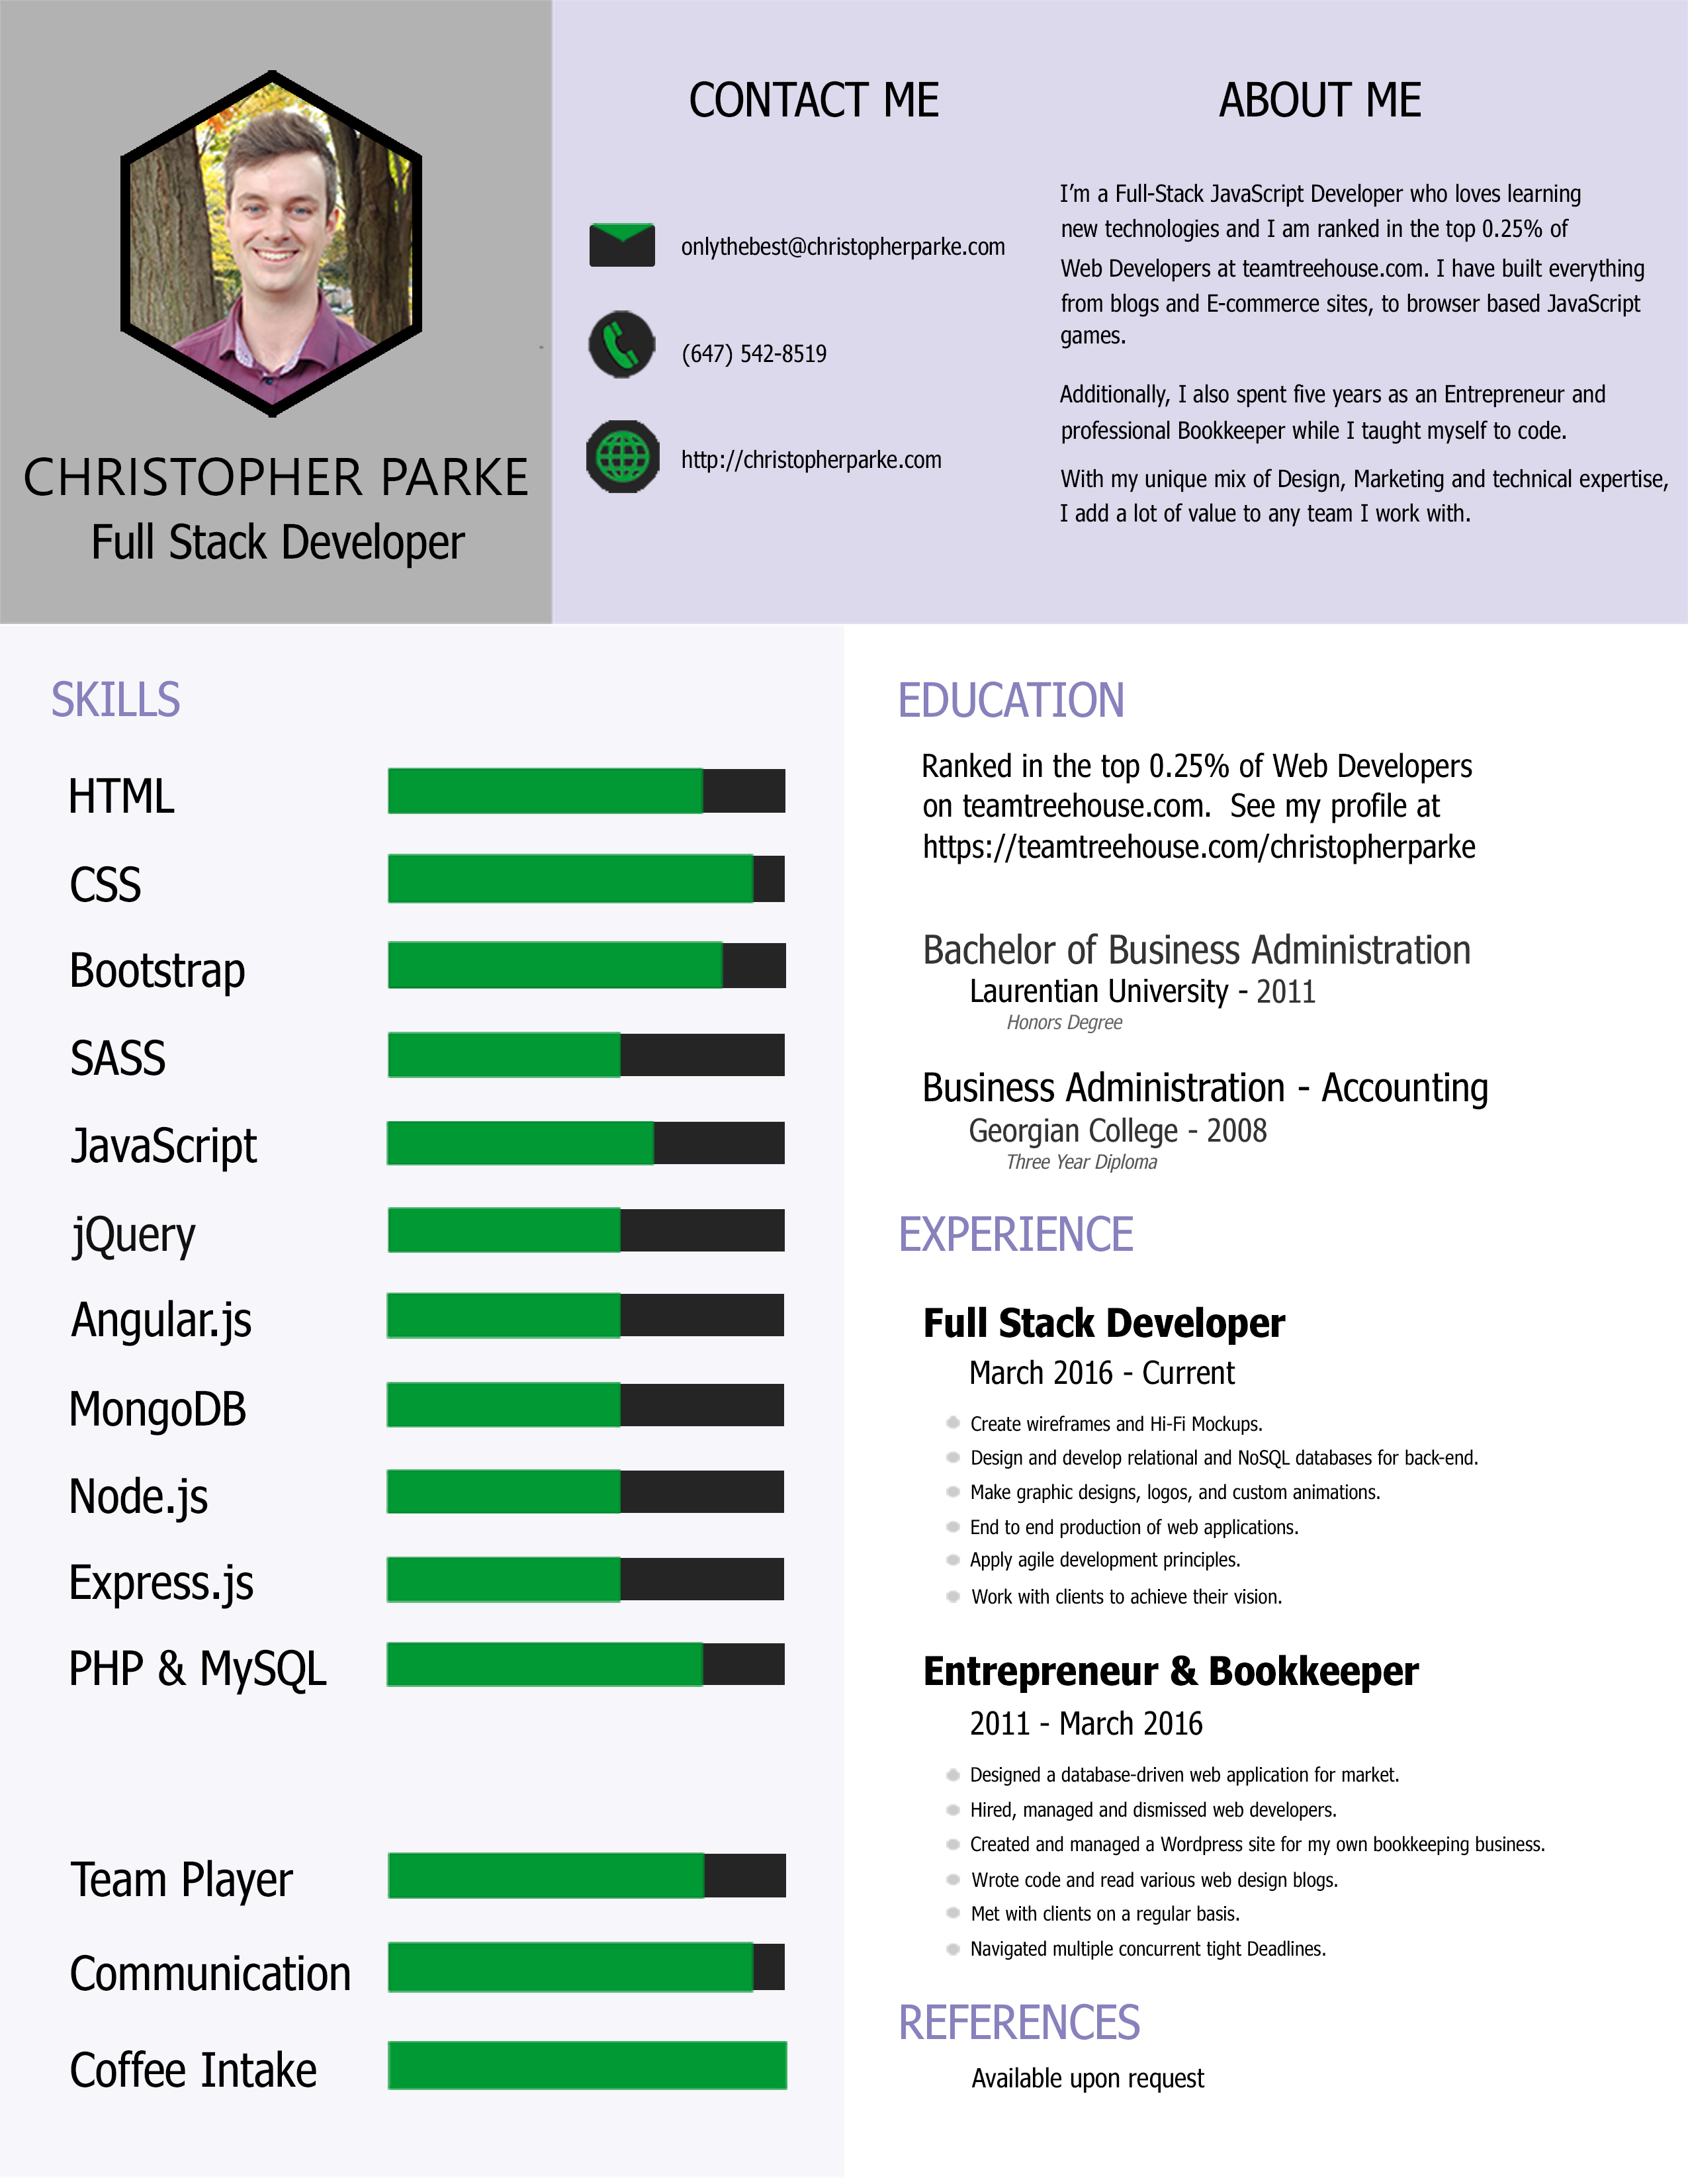 CHRISTOPHER PARKE
Full Stack Developer
CONTACT ME
onlythebest@christopherparke.com
(647) 542-8519
http://christopherparke.com
ABOUT ME
I'm a Full-Stack JavaScript Developer who loves learning
new technologies and I am ranked in the top 0.25% of
Web Developers at teamtreehouse.com. I have built everything
from blogs and E-commerce sites, to browser based JavaScript
games.
Additionally, I also spent five years as an Entrepreneur and
professional Bookkeeper while I taught myself to code.
With my unique mix of Design, Marketing and technical expertise,
I add a lot of value to any team I work with.
SKILLS
HTML
CSS
Bootstrap
SASS
JavaScript
jQuery
Angular.js
MongoDB
Node.js
Express.js
PHP & MySQL
Team Player
Communication
Coffee Intake
EDUCATION
Ranked in the top 0.25% of Web Developers
on teamtreehouse.com. See my profile at
https://teamtreehouse.com/christopherparke
Bachelor of Business Administration
Laurentian University - 2011
Honors Degree
Business Administration - Accounting
Georgian College - 2008
Three Year Diploma
EXPERIENCE
Full Stack Developer
March 2016 - Current
Create wireframes and Hi-Fi Mockups.
Design and develop relational and NoSQL databases for back-end.
Make graphic designs, logos, and custom animations.
End to end production of web applications.
Apply agile development principles.
Work with clients to achieve their vision.
Entrepreneur & Bookkeeper
2011 - March 2016
Designed a database-driven web application for market.
Hired, managed and dismissed web developers.
Created and managed a Wordpress site for my own bookkeeping business.
Wrote code and read various web design blogs.
Met with clients on a regular basis.
Navigated multiple concurrent tight Deadlines.
REFERENCES
Available upon request